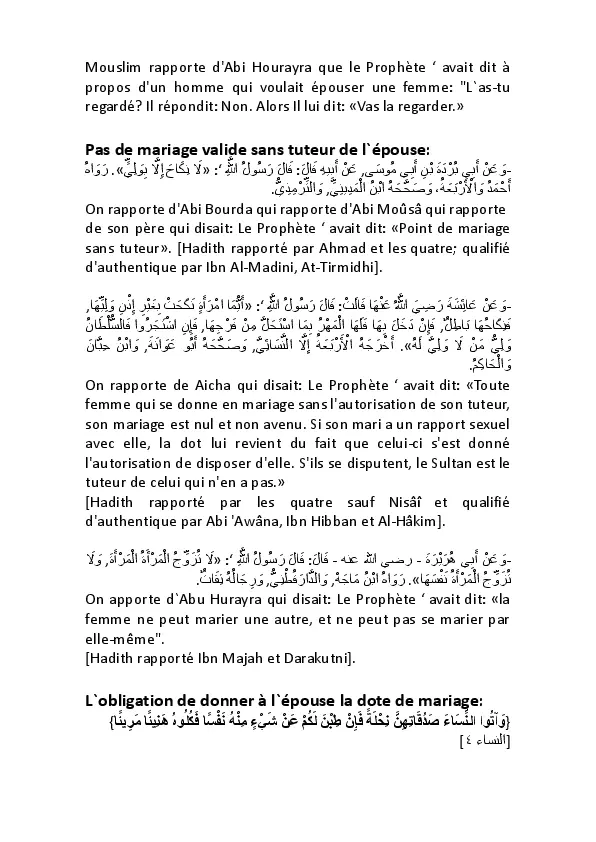 Mouslim rapporte d'Abi Hourayra que le Prophète ‘ avait dit à
propos d'un homme qui voulait épouser une femme: "L`as-tu
regardé? Il répondit: Non. Alors Il lui dit: «Vas la regarder.»
Pas de mariage valide sans tuteur de l`épouse:
-وَعَنْ أَبِي بُرْدَةَ بْنِ أَبِي مُوسَى, عَنْ أَبِيهِ قَالَ: قَالَ رَسُولُ اللَّهِ ‘: «لَا نِكَاحَ إِلَّا بِوَلِيٍّ». رَوَاهُ
أَحْمَدُ وَالْأَرْبَعَةُ, وَصَحَّحَهُ ابْنُ الْمَدِينِيِّ, وَالتِّرْمِذِيُّ.
On rapporte d'Abi Bourda qui rapporte d'Abi Moûsâ qui rapporte
de son père qui disait: Le Prophète ‘ avait dit: «Point de mariage
sans tuteur». [Hadith rapporté par Ahmad et les quatre; qualifié
d'authentique par Ibn Al-Madini, At-Tirmidhi].
-وَعَنْ عَائِشَةَ رَضِيَ اللَّهُ عَنْهَا قَالَتْ: قَالَ رَسُولُ اللَّهِ ‘: «أَيُّمَا امْرَأَةٍ نَكَحَتْ بِغَيْرِ إِذْنِ وَلِيِّهَا,
فَنِكَاحُهَا بَاطِلٌ, فَإِنْ دَخَلَ بِهَا فَلَهَا الْمَهْرُ بِمَا اسْتَحَلَّ مِنْ فَرْجِهَا, فَإِنِ اشْتَجَرُوا فَالسُّلْطَانُ
وَلِيُّ مَنْ لَا وَلِيَّ لَهُ». أَخْرَجَهُ الْأَرْبَعَةُ إِلَّا النَّسَائِيَّ, وَصَحَّحَهُ أَبُو عَوَانَةَ, وَابْنُ حِبَّانَ
وَالْحَاكِمُ.
On rapporte de Aicha qui disait: Le Prophète ‘ avait dit: «Toute
femme qui se donne en mariage sans l'autorisation de son tuteur,
son mariage est nul et non avenu. Si son mari a un rapport sexuel
avec elle, la dot lui revient du fait que celui-ci s'est donné
l'autorisation de disposer d'elle. S'ils se disputent, le Sultan est le
tuteur de celui qui n'en a pas.»
[Hadith rapporté par les quatre sauf Nisâî et qualifié
d'authentique par Abi 'Awâna, Ibn Hibban et Al-Hâkim].
-وَعَنْ أَبِي هُرَيْرَةَ - رضي الله عنه - قَالَ: قَالَ رَسُولُ اللَّهِ ‘: «لَا تُزَوِّجُ الْمَرْأَةُ الْمَرْأَةَ, وَلَا
تُزَوِّجُ الْمَرْأَةُ نَفْسَهَا». رَوَاهُ ابْنُ مَاجَهْ, وَالدَّارَقُطْنِيُّ, وَرِجَالُهُ ثِقَاتٌ.
On apporte d`Abu Hurayra qui disait: Le Prophète ‘ avait dit: «la
femme ne peut marier une autre, et ne peut pas se marier par
elle-même".
[Hadith rapporté Ibn Majah et Darakutni].
L`obligation de donner à l`épouse la dote de mariage:
{وَآتُوا النِّسَاءَ صَدُقَاتِهِنَّ نِحْلَةً فَإِنْ طِبْنَ لَكُمْ عَنْ شَيْءٍ مِنْهُ نَفْسًا فَكُلُوهُ هَنِيئًا مَرِيئًا}
[النساء ٤]